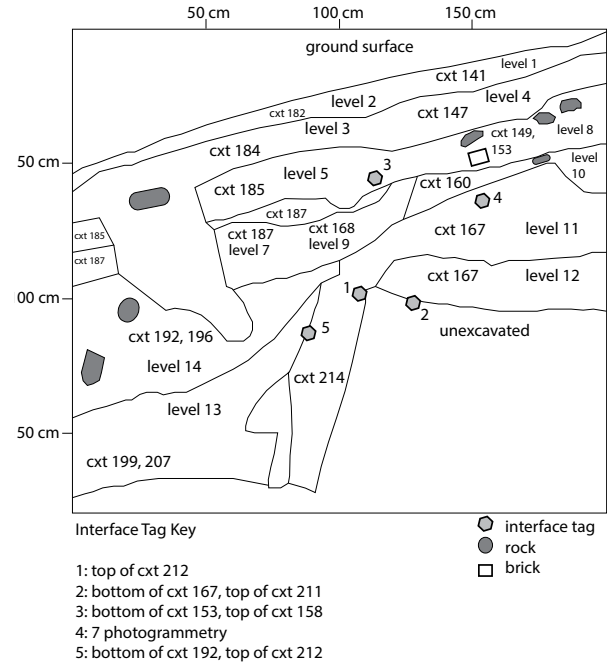 50 cm 100 cm 150 cm
ground surface
level 1
cxt 141
level 2
level 4
cxt 182
cxt 147
level 3
cxt 149,
153
level 8
cxt 184
50 cm
level 5
3
level
10
cxt 185
cxt 160
4
cxt 187
cxt 187
level 7
cxt 168
level 9
cxt 167
level 11
cxt 185
cxt 187
cxt 167
level 12
1
00 cm
2
unexcavated
5
cxt 192, 196
level 14
cxt 214
level 13
50 cm
cxt 199, 207
Interface Tag Key
1: top of cxt 212
2: bottom of cxt 167, top of cxt 211
3: bottom of cxt 153, top of cxt 158
4: 7 photogrammetry
5: bottom of cxt 192, top of cxt 212
interface tag
rock
brick